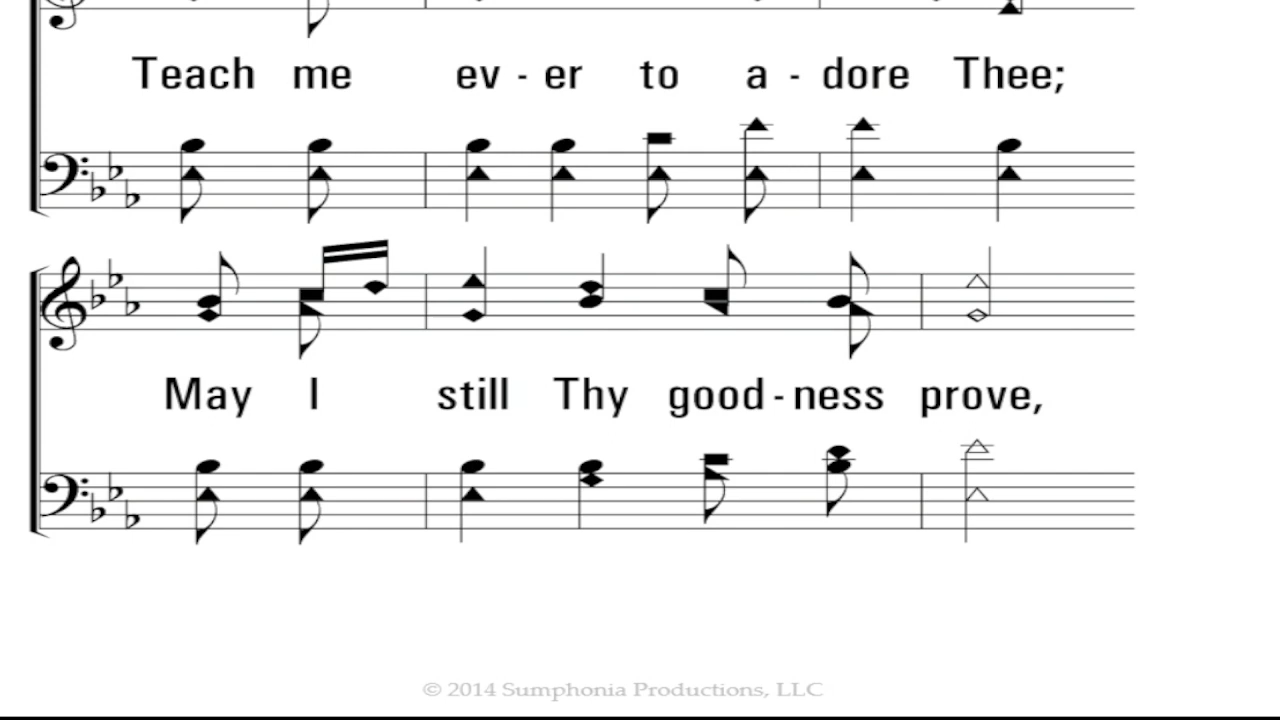 Teach me ev - er to a - dore Thee;
May I still Thy good - ness prove,
© 2014 Sumphonia Productions, LLC